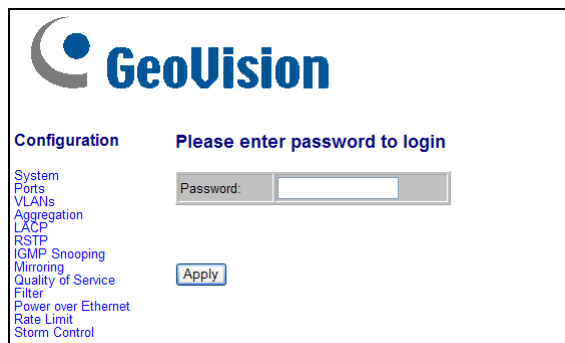 GeoVision
Configuration
System
Ports
VLANs
Aggregation
LACP
RSTP
IGMP Snooping
Mirroring
Quality of Service
Filter
Power over Ethernet
Rate Limit
Storm Control
Please enter password to login
Password:
Apply